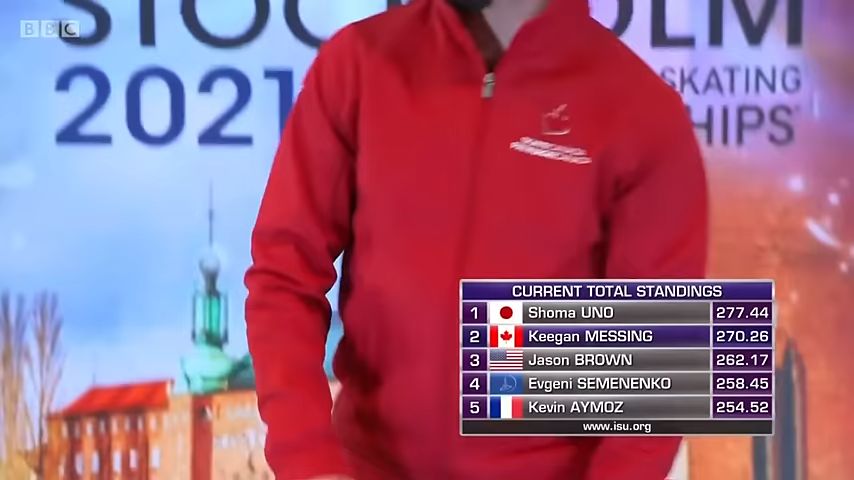 BBC
STOCKHOLM
2021
SKATING
HIPS
CURRENT TOTAL STANDINGS
1 Shoma UNO 277.44
2 Keegan MESSING 270.26
3 Jason BROWN 262.17
4 Evgeni SEMENENKO 258.45
5 Kevin AYMOZ 254.52
www.isu.org